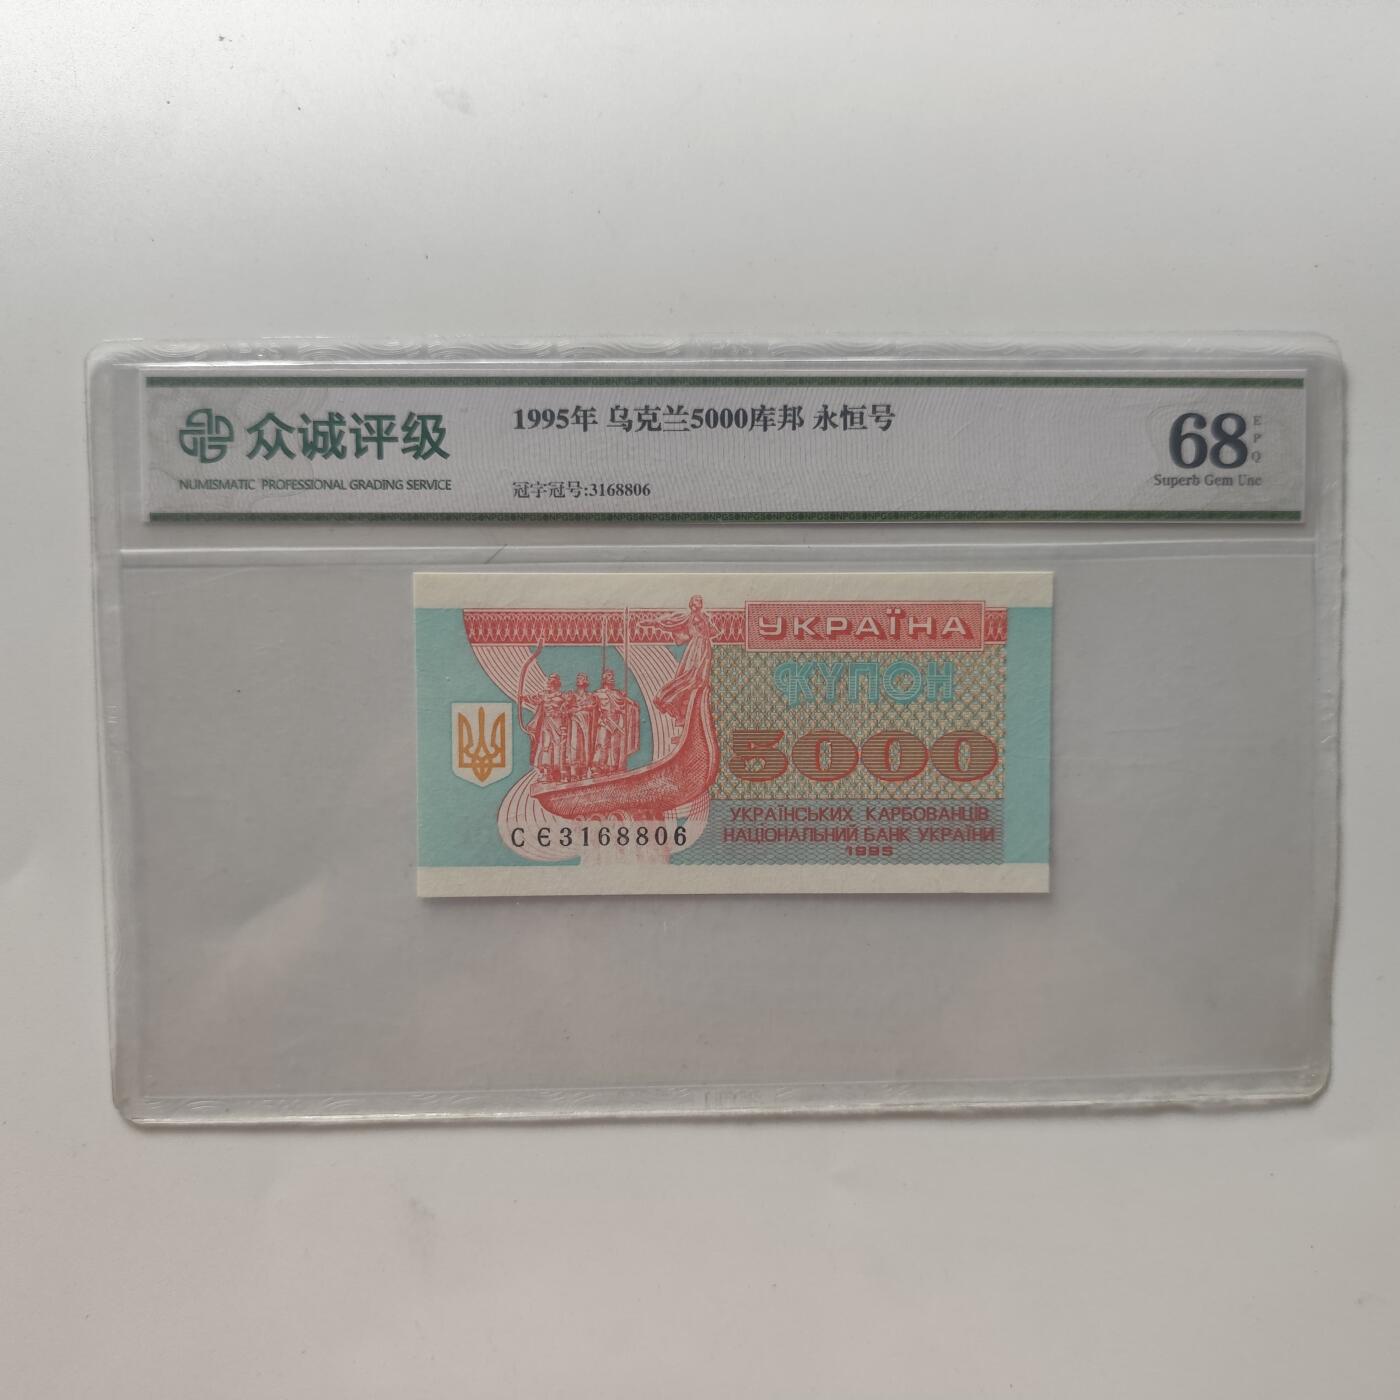 众诚评级
NUMISMATIC PROFESSIONAL GRADING SERVICE
1995年 乌克兰5000库邦 永恒号
冠字冠号:3168806
68
EPQ
Superb Gem Unc
УКРАЇНА
КУПОН
5000
УКРАЇНСЬКИХ КАРБОВАНЦІВ
НАЦІОНАЛЬНИЙ БАНК УКРАЇНИ
1995
СЄ3168806